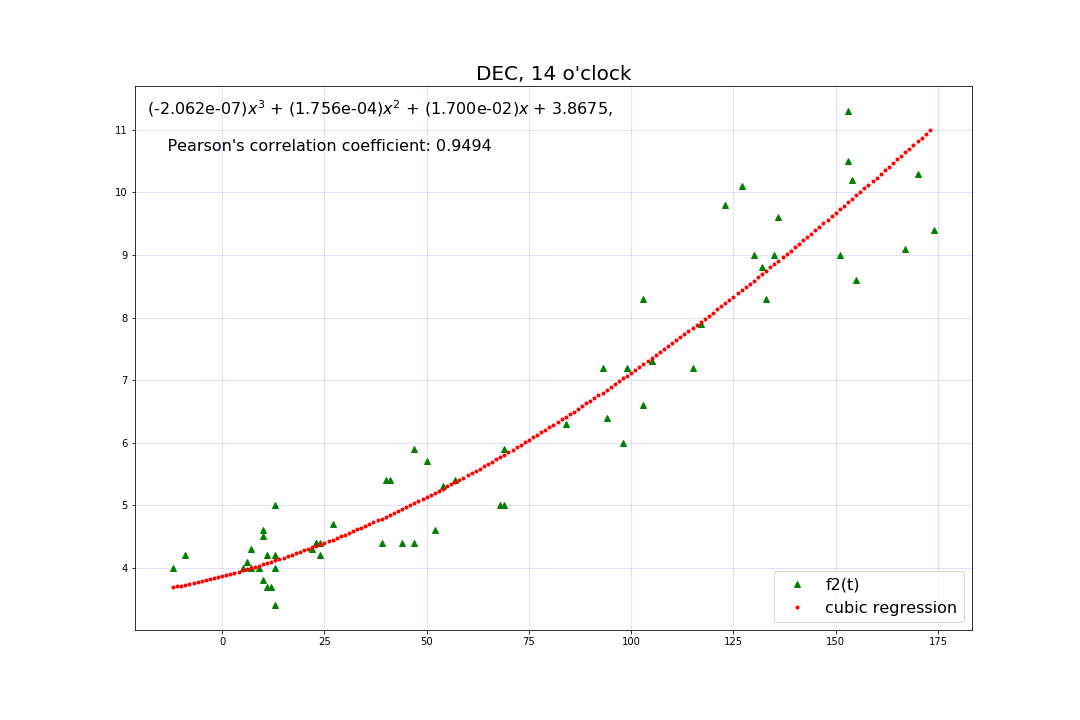 DEC, 14 o'clock
(-2.062e-07)x³ + (1.756e-04)x² + (1.700e-02)x + 3.8675,
Pearson's correlation coefficient: 0.9494
11
10
9
8
7
6
5
4
f2(t)
cubic regression
0 25 50 75 100 125 150 175